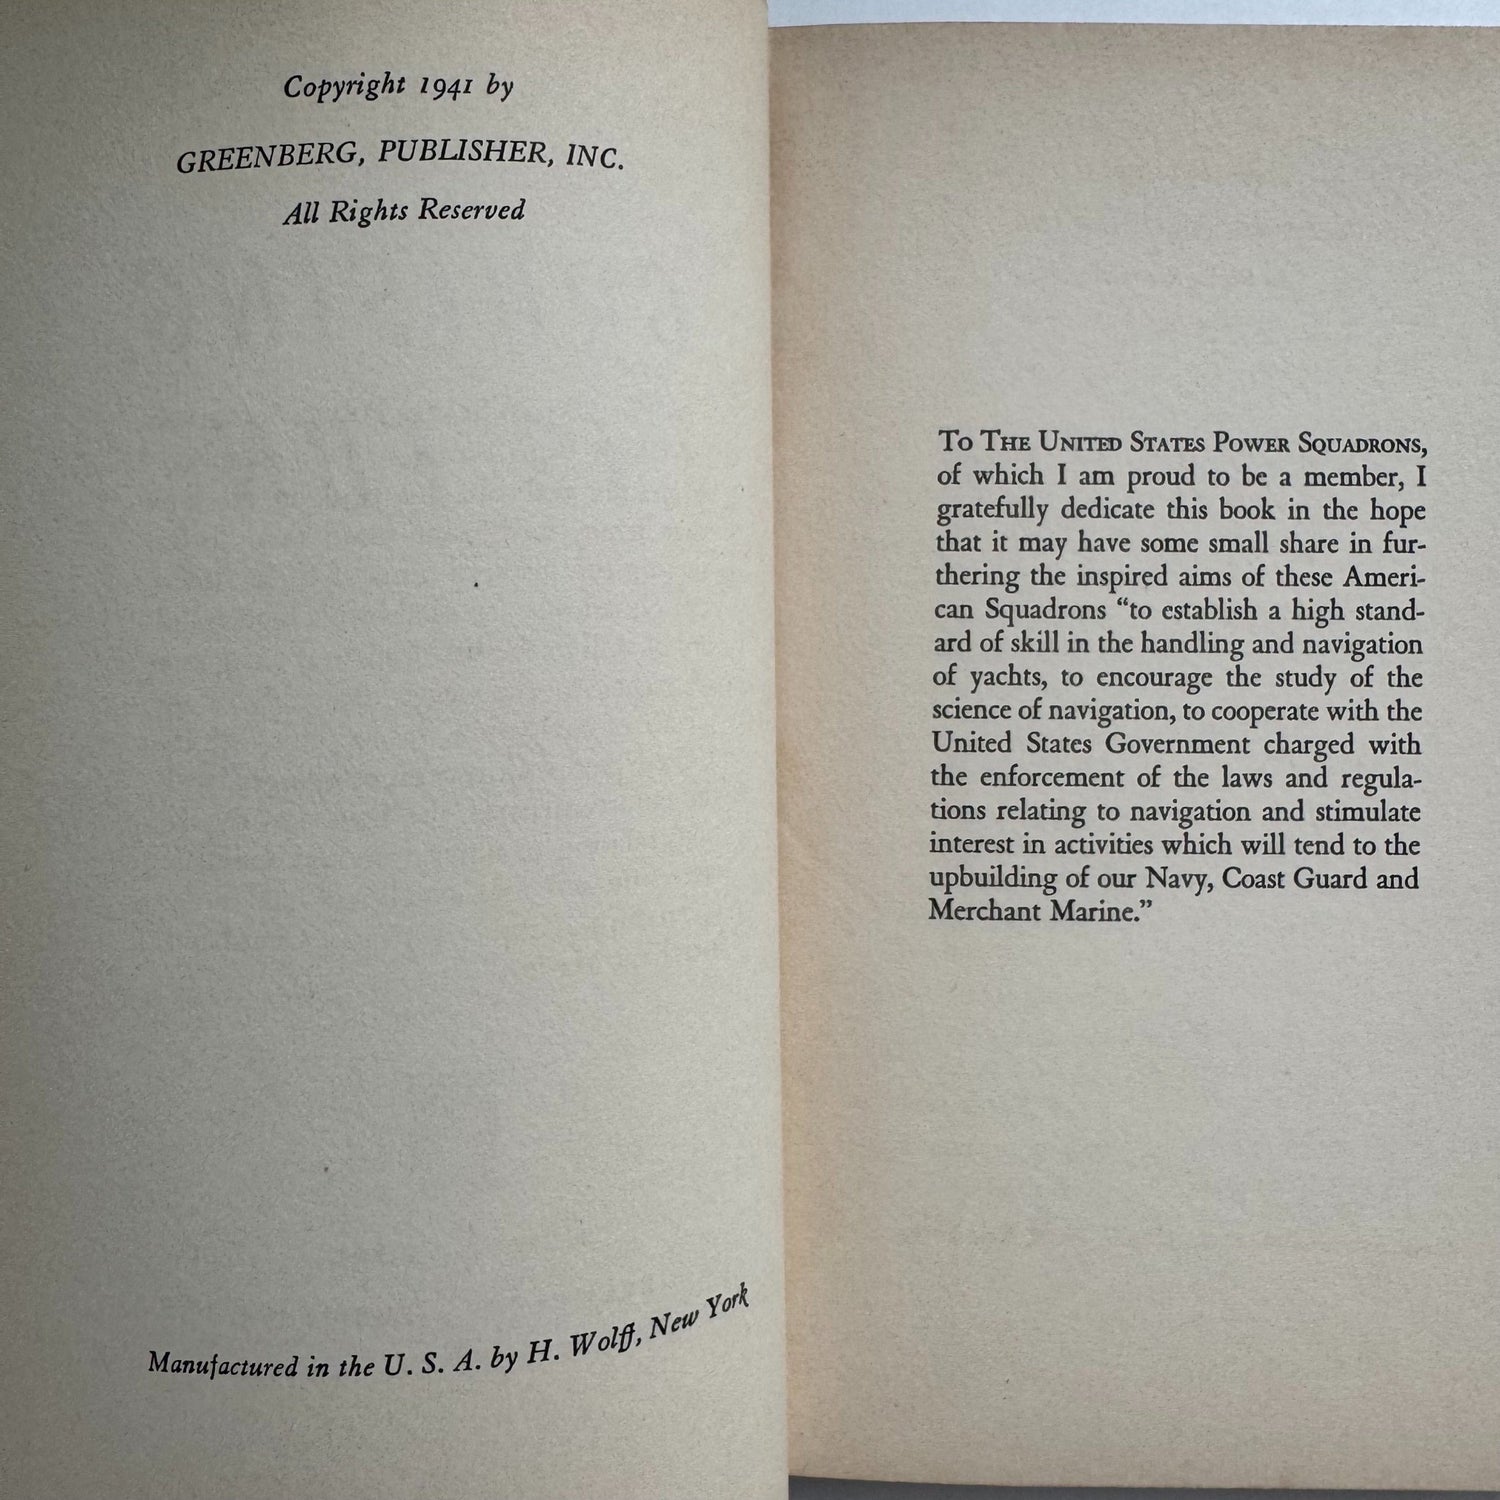 Copyright 1941 by
GREENBERG, PUBLISHER, INC.
All Rights Reserved
Manufactured in the U. S. A. by H. Wolff, New York
To The United States Power Squadrons,
of which I am proud to be a member, I
gratefully dedicate this book in the hope
that it may have some small share in fur-
thering the inspired aims of these Ameri-
can Squadrons “to establish a high stand-
ard of skill in the handling and navigation
of yachts, to encourage the study of the
science of navigation, to cooperate with the
United States Government charged with
the enforcement of the laws and regula-
tions relating to navigation and stimulate
interest in activities which will tend to the
upbuilding of our Navy, Coast Guard and
Merchant Marine.”